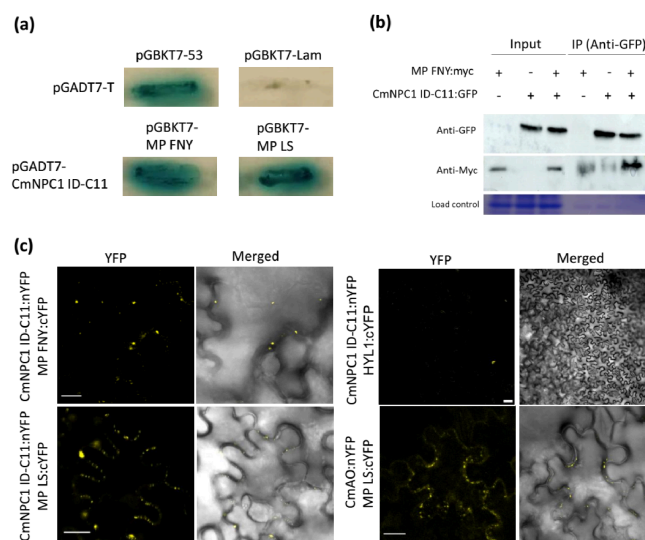 (a)
pGBKT7-53 pGBKT7-Lam
pGADT7-T
pGBKT7-
MP FNY
pGBKT7-
MP LS
pGADT7-
CmNPC1 ID-C11
(b)
Input IP (Anti-GFP)
MP FNY:myc + - + + - +
CmNPC1 ID-C11:GFP - + + - + +
Anti-GFP
Anti-Myc
Load control
(c)
YFP Merged
CmNPC1 ID-C11:nYFP
MP FNY:cYFP
CmNPC1 ID-C11:nYFP
MP LS:cYFP
YFP Merged
CmNPC1 ID-C11:nYFP
HYL1:cYFP
CmAO:nYFP
MP LS:cYFP